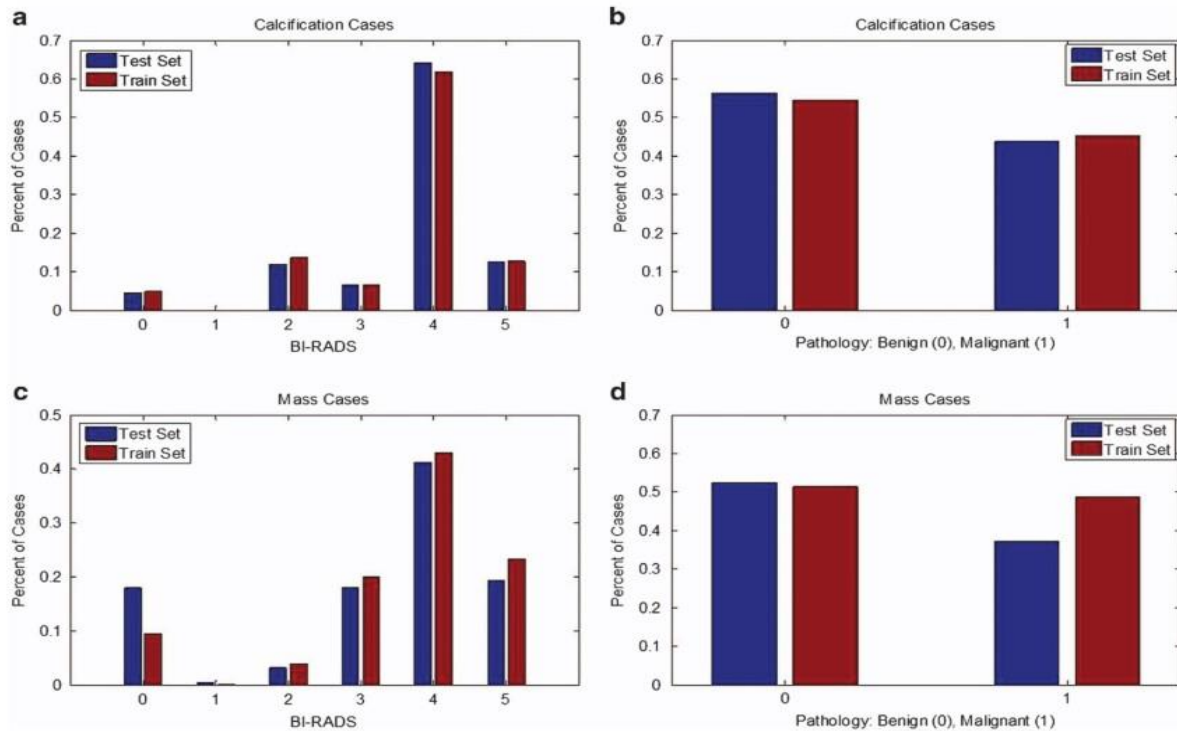 a
Calcification Cases
0.7
0.6
0.5
0.4
0.3
0.2
0.1
0
Percent of Cases
Test Set
Train Set
0 1 2 3 4 5
BI-RADS
b
Calcification Cases
0.7
0.6
0.5
0.4
0.3
0.2
0.1
0
Percent of Cases
Test Set
Train Set
0 1
Pathology: Benign (0), Malignant (1)
c
Mass Cases
0.5
0.4
0.3
0.2
0.1
0
Percent of Cases
Test Set
Train Set
0 1 2 3 4 5
BI-RADS
d
Mass Cases
0.7
0.6
0.5
0.4
0.3
0.2
0.1
0
Percent of Cases
Test Set
Train Set
0 1
Pathology: Benign (0), Malignant (1)